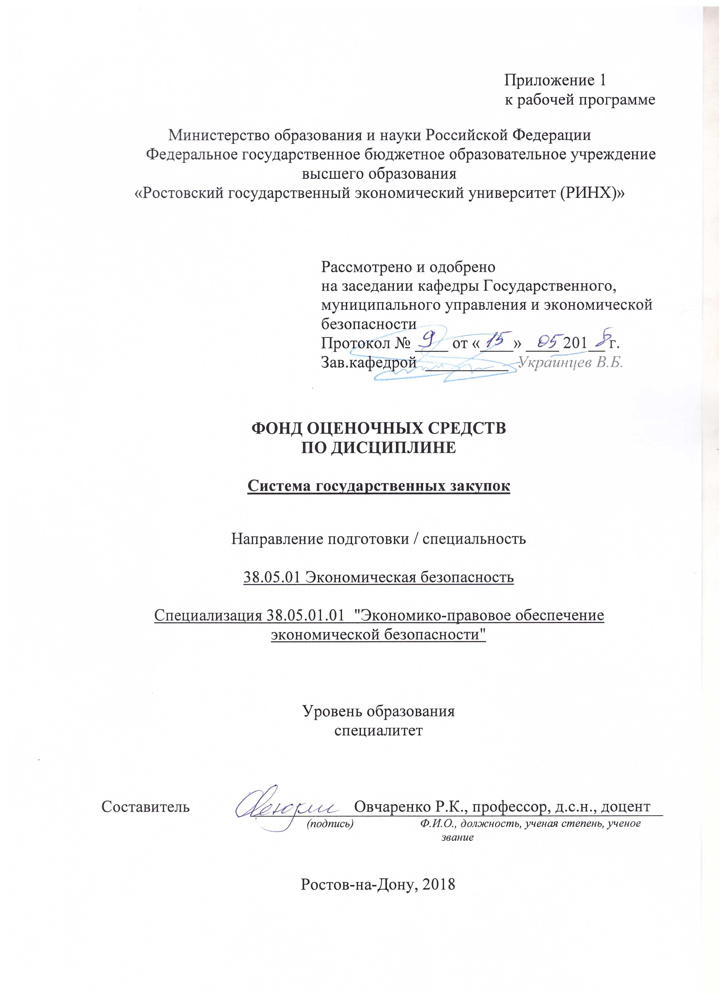 Приложение 1
к рабочей программе
Министерство образования и науки Российской Федерации
Федеральное государственное бюджетное образовательное учреждение
высшего образования
«Ростовский государственный экономический университет (РИНХ)»
Рассмотрено и одобрено
на заседании кафедры Государственного,
муниципального управления и экономической
безопасности
Протокол № 9 от «15» 05 2018 г.
Зав.кафедрой Украинцев В.Б.
ФОНД ОЦЕНОЧНЫХ СРЕДСТВ
ПО ДИСЦИПЛИНЕ
Система государственных закупок
Направление подготовки / специальность
38.05.01 Экономическая безопасность
Специализация 38.05.01.01 "Экономико-правовое обеспечение
экономической безопасности"
Уровень образования
специалитет
Составитель Овчаренко Р.К., профессор, д.с.н., доцент
(подпись) Ф.И.О., должность, ученая степень, ученое
звание
Ростов-на-Дону, 2018